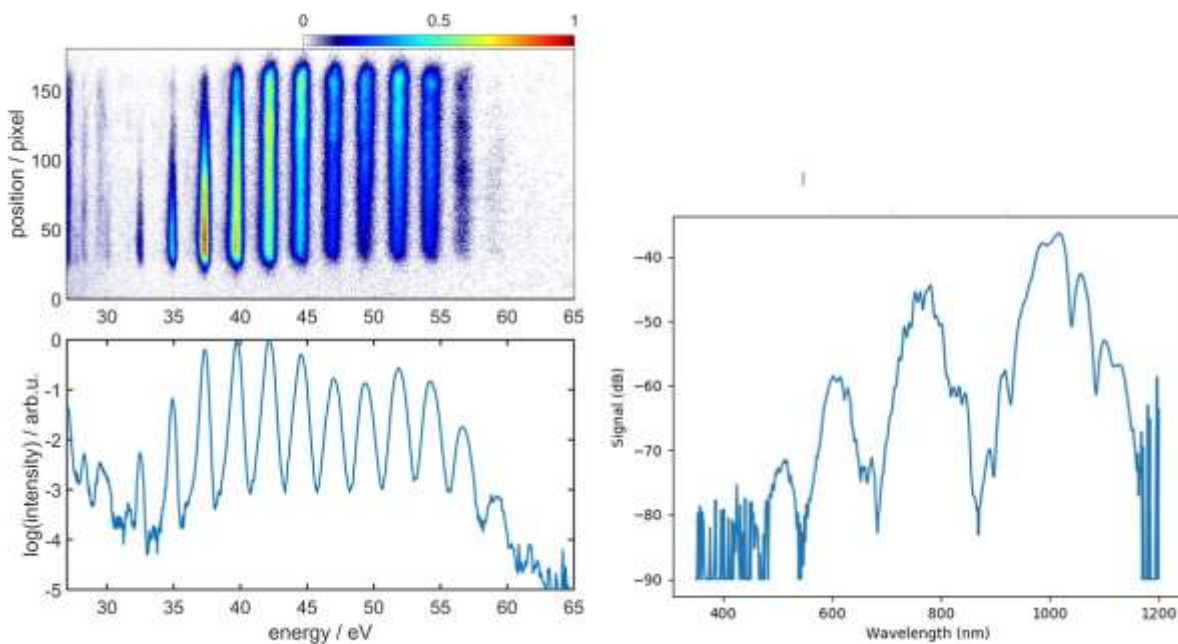 0 0.5 1
150
100
50
0
position / pixel
30 35 40 45 50 55 60 65
0
-1
-2
-3
-4
-5
log(intensity) / arb.u.
30 35 40 45 50 55 60 65
energy / eV
−40
−50
−60
−70
−80
−90
Signal (dB)
400 600 800 1000 1200
Wavelength (nm)